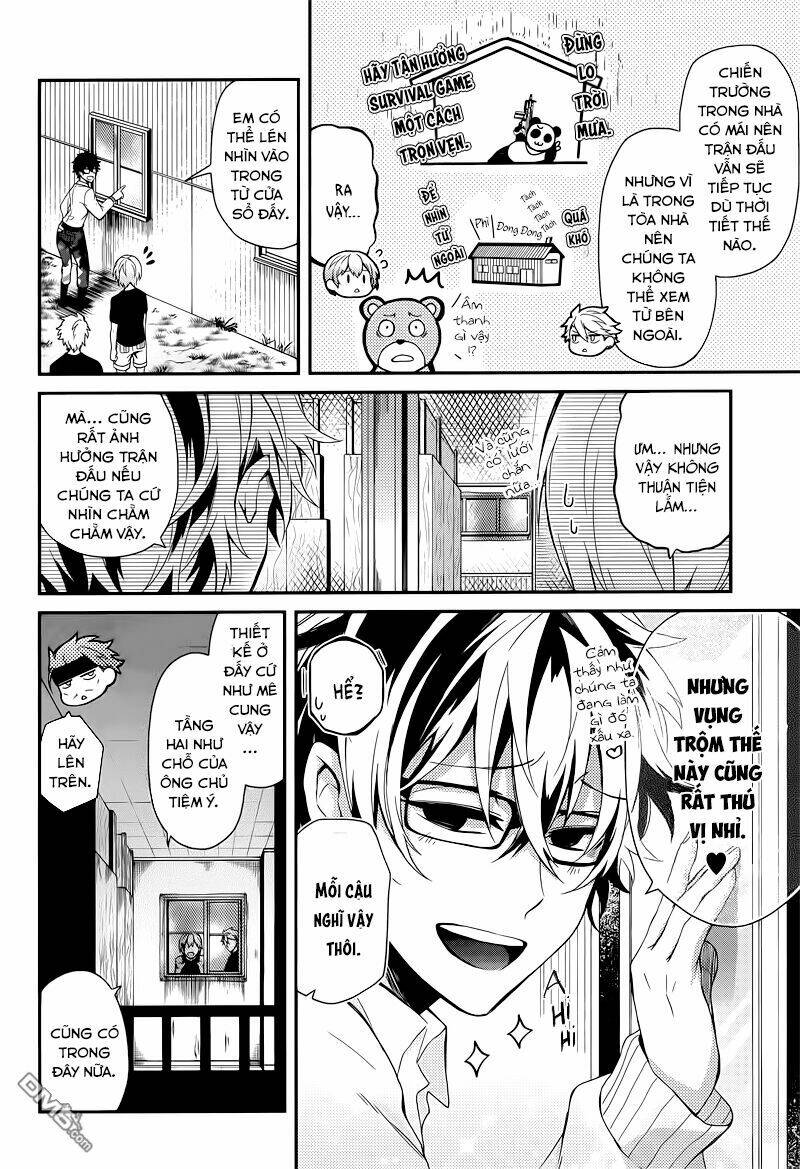 CHIẾN
TRƯỜNG
TRONG NHÀ
CÓ MÁI NÊN
TRẬN ĐẤU
VẪN SẼ
TIẾP TỤC
DÙ THỜI
TIẾT THẾ
NÀO.
NHƯNG VÌ
LÀ TRONG
TÒA NHÀ
NÊN
CHÚNG TA
KHÔNG
THỂ XEM
TỪ BÊN
NGOÀI.
ĐỪNG
LO
TRỜI
MƯA.
HÃY TẬN HƯỞNG
SURVIVAL GAME
MỘT CÁCH
TRỌN VẸN.
QUÁ
KHÓ
ĐỂ
NHÌN
TỪ
NGOÀI
Phị
Đong Đong
Tách
Tách
Tách
Tách
RA
VẬY...
Âm
thanh gì
vậy
!?
EM CÓ
THỂ LÉN
NHÌN VÀO
TRONG
TỪ CỬA
SỔ ĐẤY.
ƯM... NHƯNG
VẬY KHÔNG
THUẬN TIỆN
LẮM...
Và cũng
có lưới
chắn
nữa...
MÀ... CŨNG
RẤT ẢNH
HƯỞNG TRẬN
ĐẤU NẾU
CHÚNG TA CỨ
NHÌN CHẰM
CHẰM VẬY.
NHƯNG
VỤNG
TRỘM THẾ
NÀY CŨNG
RẤT THÚ
VỊ NHỈ.
♥
Cảm
thấy như
chúng ta
đang làm
gì đó
xấu xa.
♡
HỂ?
MỖI CẬU
NGHĨ VẬY
THÔI.
A
Hi
Hi
THIẾT
KẾ Ở
ĐẤY CỨ
NHƯ MÊ
CUNG VẬY
...
TẦNG
HAI NHƯ
CHỖ CỦA
ÔNG CHỦ
TIỆM Ý.
HÃY
LÊN
TRÊN.
CŨNG CÓ
TRONG
ĐÂY NỮA.